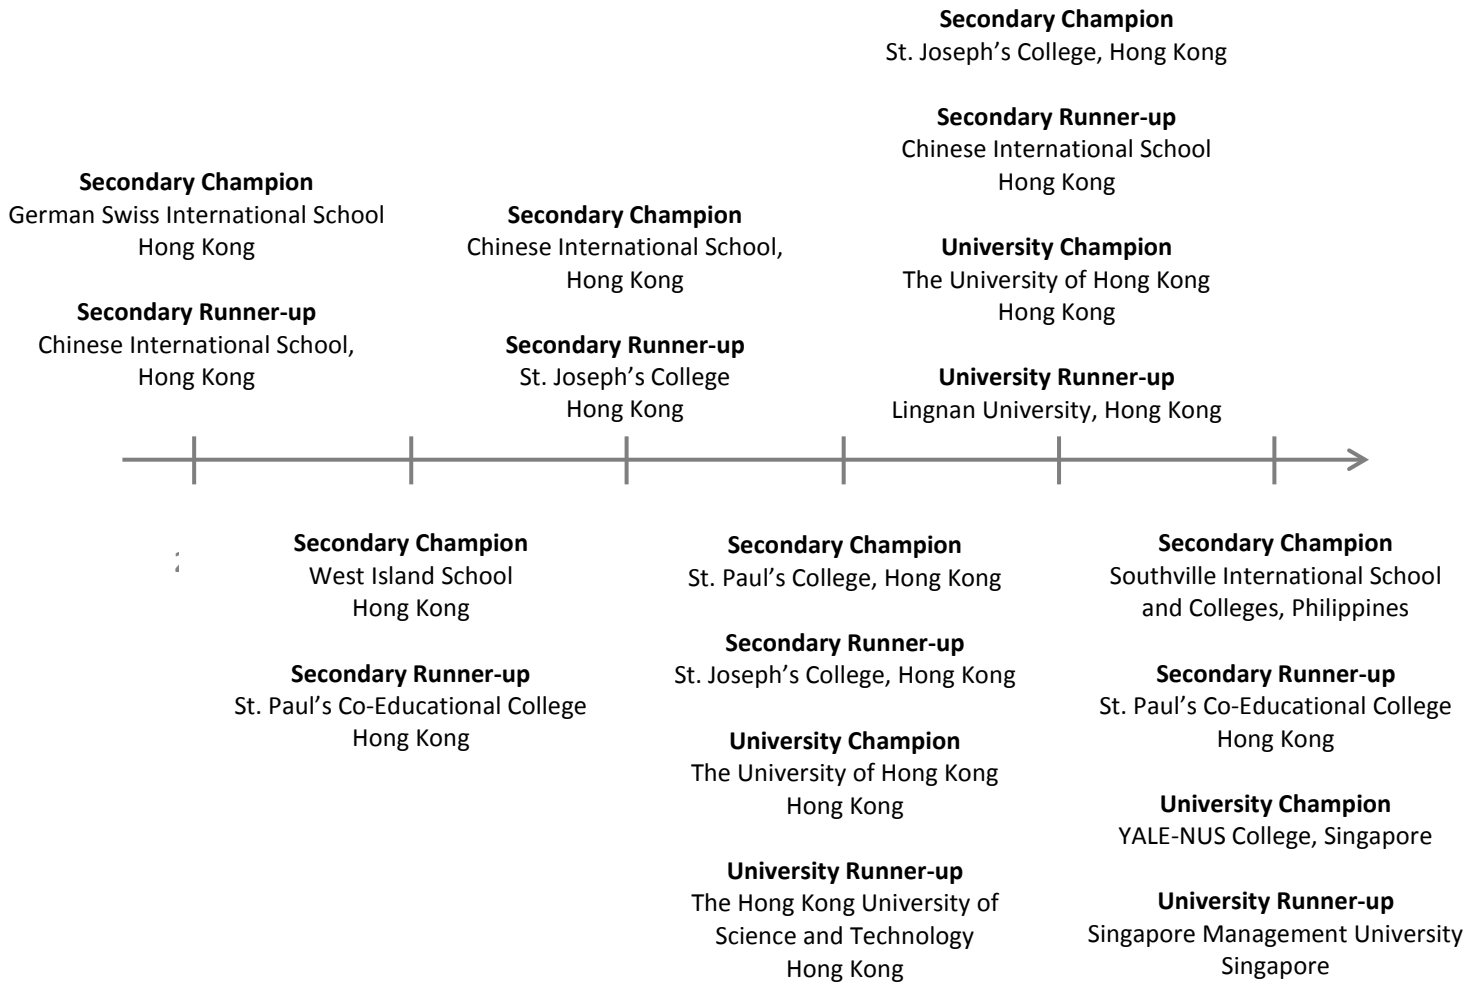 Secondary Champion
German Swiss International School
Hong Kong
Secondary Runner-up
Chinese International School,
Hong Kong
Secondary Champion
Chinese International School,
Hong Kong
Secondary Runner-up
St. Joseph’s College
Hong Kong
Secondary Champion
St. Joseph’s College, Hong Kong
Secondary Runner-up
Chinese International School
Hong Kong
University Champion
The University of Hong Kong
Hong Kong
University Runner-up
Lingnan University, Hong Kong
Secondary Champion
West Island School
Hong Kong
Secondary Runner-up
St. Paul’s Co-Educational College
Hong Kong
Secondary Champion
St. Paul’s College, Hong Kong
Secondary Runner-up
St. Joseph’s College, Hong Kong
University Champion
The University of Hong Kong
Hong Kong
University Runner-up
The Hong Kong University of
Science and Technology
Hong Kong
Secondary Champion
Southville International School
and Colleges, Philippines
Secondary Runner-up
St. Paul’s Co-Educational College
Hong Kong
University Champion
YALE-NUS College, Singapore
University Runner-up
Singapore Management University
Singapore